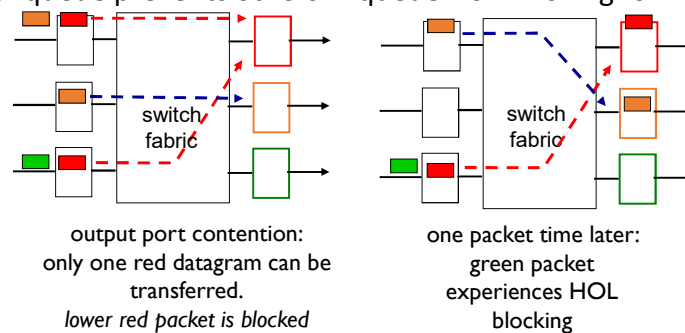 switch
fabric
switch
fabric
output port contention:
only one red datagram can be
transferred.
lower red packet is blocked
one packet time later:
green packet
experiences HOL
blocking